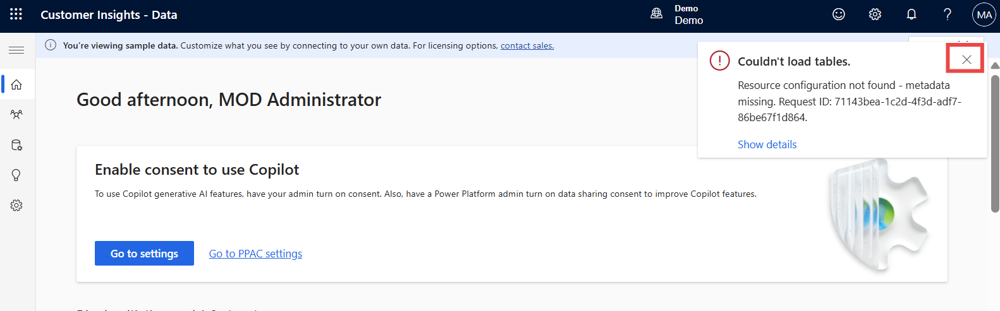 Customer Insights - Data
Demo
Demo
MA
You're viewing sample data. Customize what you see by connecting to your own data. For licensing options, contact sales.
Couldn't load tables.
Resource configuration not found - metadata
missing. Request ID: 71143bea-1c2d-4f3d-adf7-
86be67f1d864.
Show details
Good afternoon, MOD Administrator
Enable consent to use Copilot
To use Copilot generative AI features, have your admin turn on consent. Also, have a Power Platform admin turn on data sharing consent to improve Copilot features.
Go to settings
Go to PPAC settings